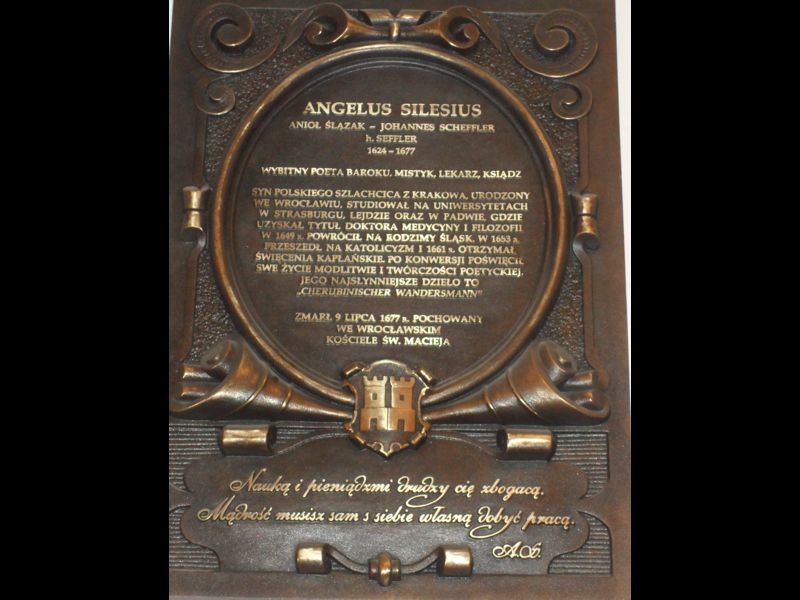 ANGELUS SILESIUS
ANIOŁ ŚLĄZAK – JOHANNES SCHEFFLER
h. SEFFLER
1624 – 1677
WYBITNY POETA BAROKU, MISTYK, LEKARZ, KSIĄDZ
SYN POLSKIEGO SZLACHCICA Z KRAKOWA, URODZONY
WE WROCŁAWIU, STUDIOWAŁ NA UNIWERSYTETACH
W STRASBURGU, LEJDZIE ORAZ W PADWIE, GDZIE
UZYSKAŁ TYTUŁ DOKTORA MEDYCYNY I FILOZOFII.
W 1649 R. POWRÓCIŁ NA RODZIMY ŚLĄSK. W 1653 R.
PRZESZEDŁ NA KATOLICYZM I 1661 R. OTRZYMAŁ
ŚWIĘCENIA KAPŁAŃSKIE. PO KONWERSJI POŚWIĘCIŁ
SWE ŻYCIE MODLITWIE I TWÓRCZOŚCI POETYCKIEJ.
JEGO NAJSŁYNNIEJSZE DZIEŁO TO
„CHERUBINISCHER WANDERSMANN"
ZMARŁ 9 LIPCA 1677 R. POCHOWANY
WE WROCŁAWSKIM
KOŚCIELE ŚW. MACIEJA
Nauką i pieniądzmi drudzy cię zbogacą.
Mądrość musisz sam s siebie własną dobyć pracą.
A.S.